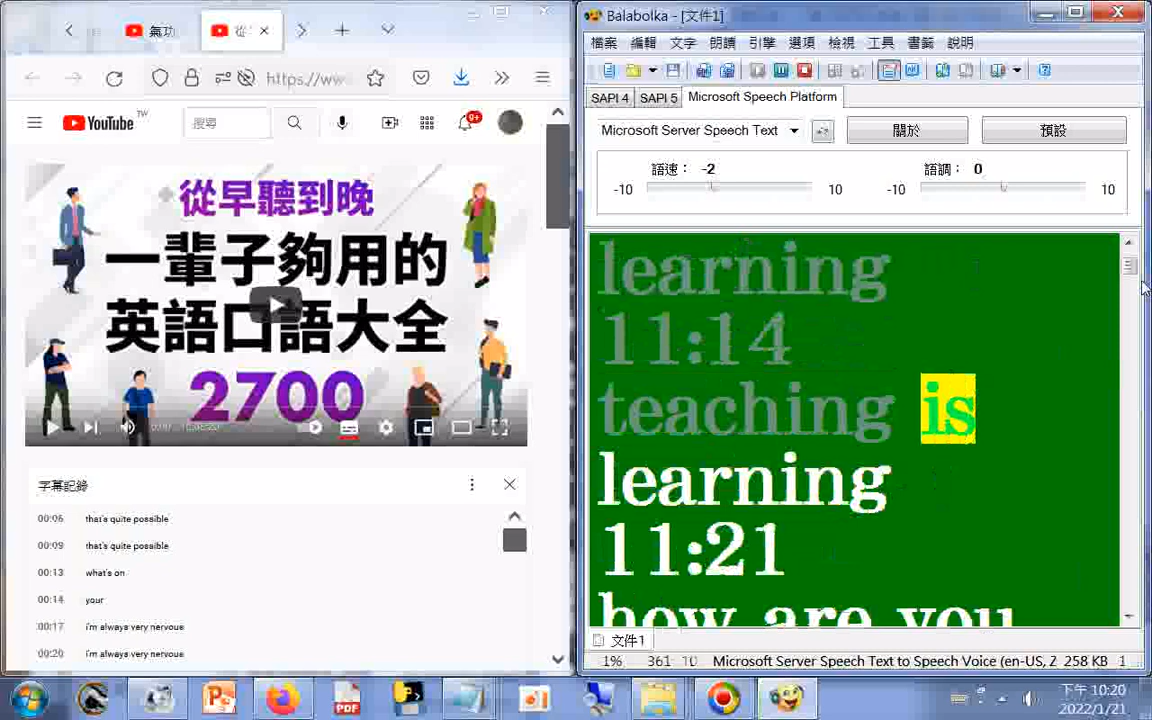 氣功
從
https://www.
YouTube TW
搜尋
9+
從早聽到晚
一輩子夠用的
英語口語大全
2700
字幕記錄
00:06 that's quite possible
00:09 that's quite possible
00:13 what's on
00:14 your
00:17 i'm always very nervous
00:20 i'm always very nervous
Balabolka - [文件1]
檔案 編輯 文字 朗讀 引擎 選項 檢視 工具 書籤 說明
SAPI 4 SAPI 5 Microsoft Speech Platform
Microsoft Server Speech Text 關於 預設
語速： -2 語調： 0
-10 10 -10 10
learning
11:14
teaching is
learning
11:21
how are you
文件1
1% 361: 10 Microsoft Server Speech Text to Speech Voice (en-US, Z 258 KB 1
PDF
下午 10:20
2022/1/21